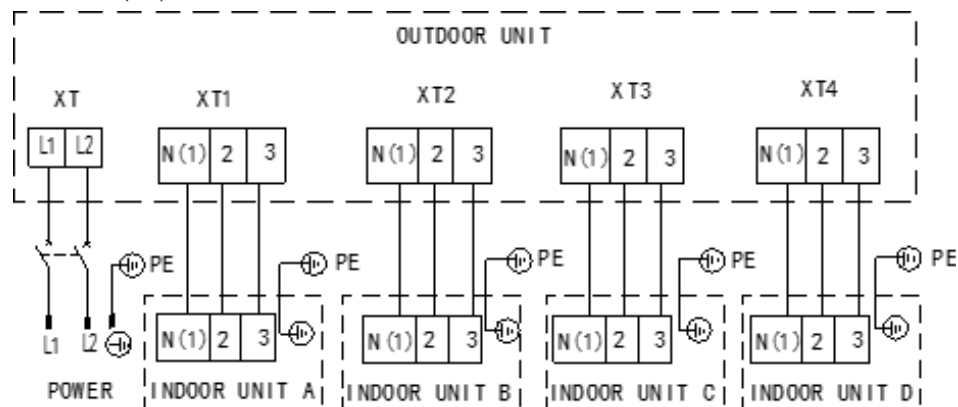 OUTDOOR UNIT
XT XT1 XT2 XT3 XT4
L1 L2 N(1) 2 3 N(1) 2 3 N(1) 2 3 N(1) 2 3
PE PE PE PE PE
N(1) 2 3 N(1) 2 3 N(1) 2 3 N(1) 2 3
L1 L2
POWER INDOOR UNIT A INDOOR UNIT B INDOOR UNIT C INDOOR UNIT D